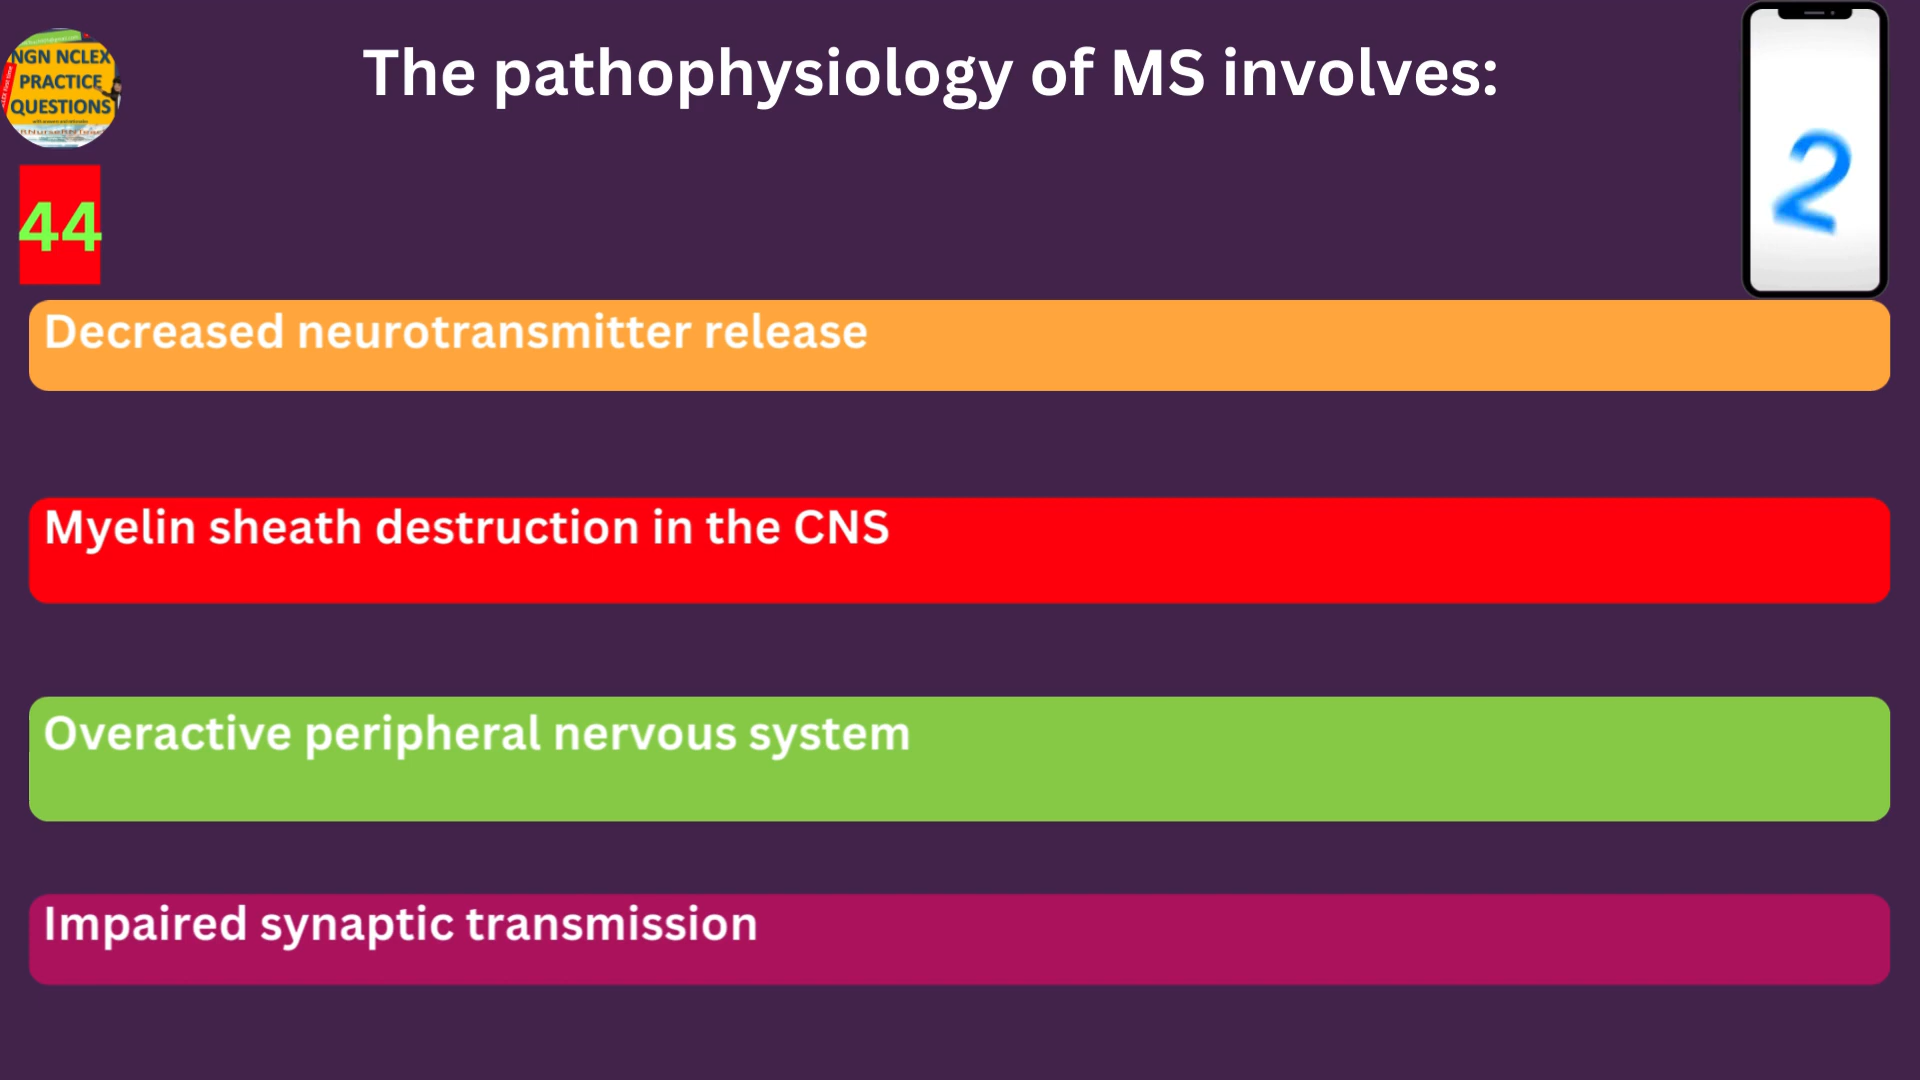 The pathophysiology of MS involves:
NGN NCLEX
PRACTICE
QUESTIONS
44
2
Decreased neurotransmitter release
Myelin sheath destruction in the CNS
Overactive peripheral nervous system
Impaired synaptic transmission